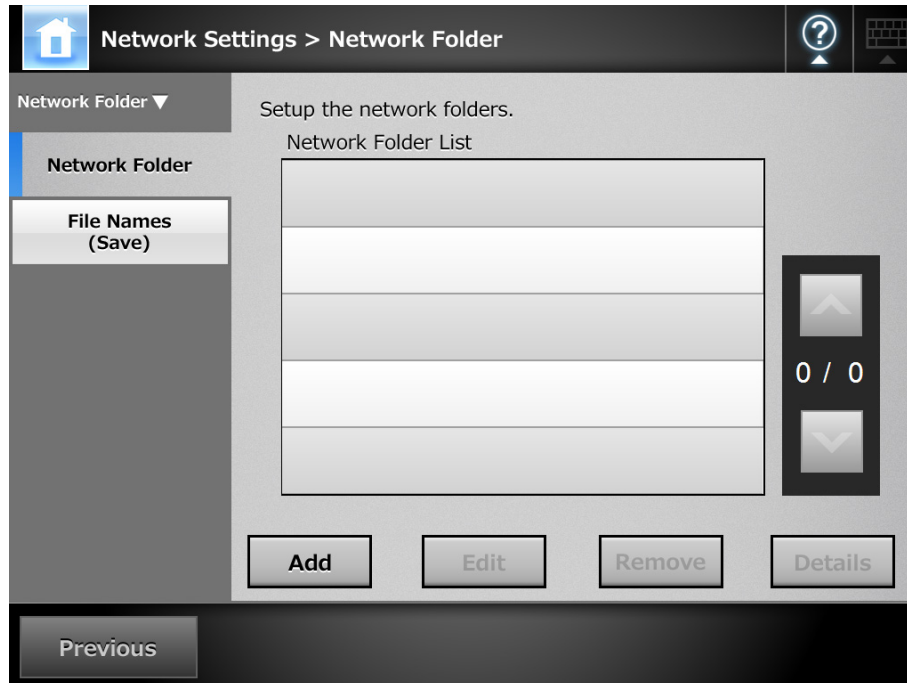 Network Settings > Network Folder
?
Network Folder ▼
Network Folder
File Names
(Save)
Setup the network folders.
Network Folder List
0 / 0
Add
Edit
Remove
Details
Previous